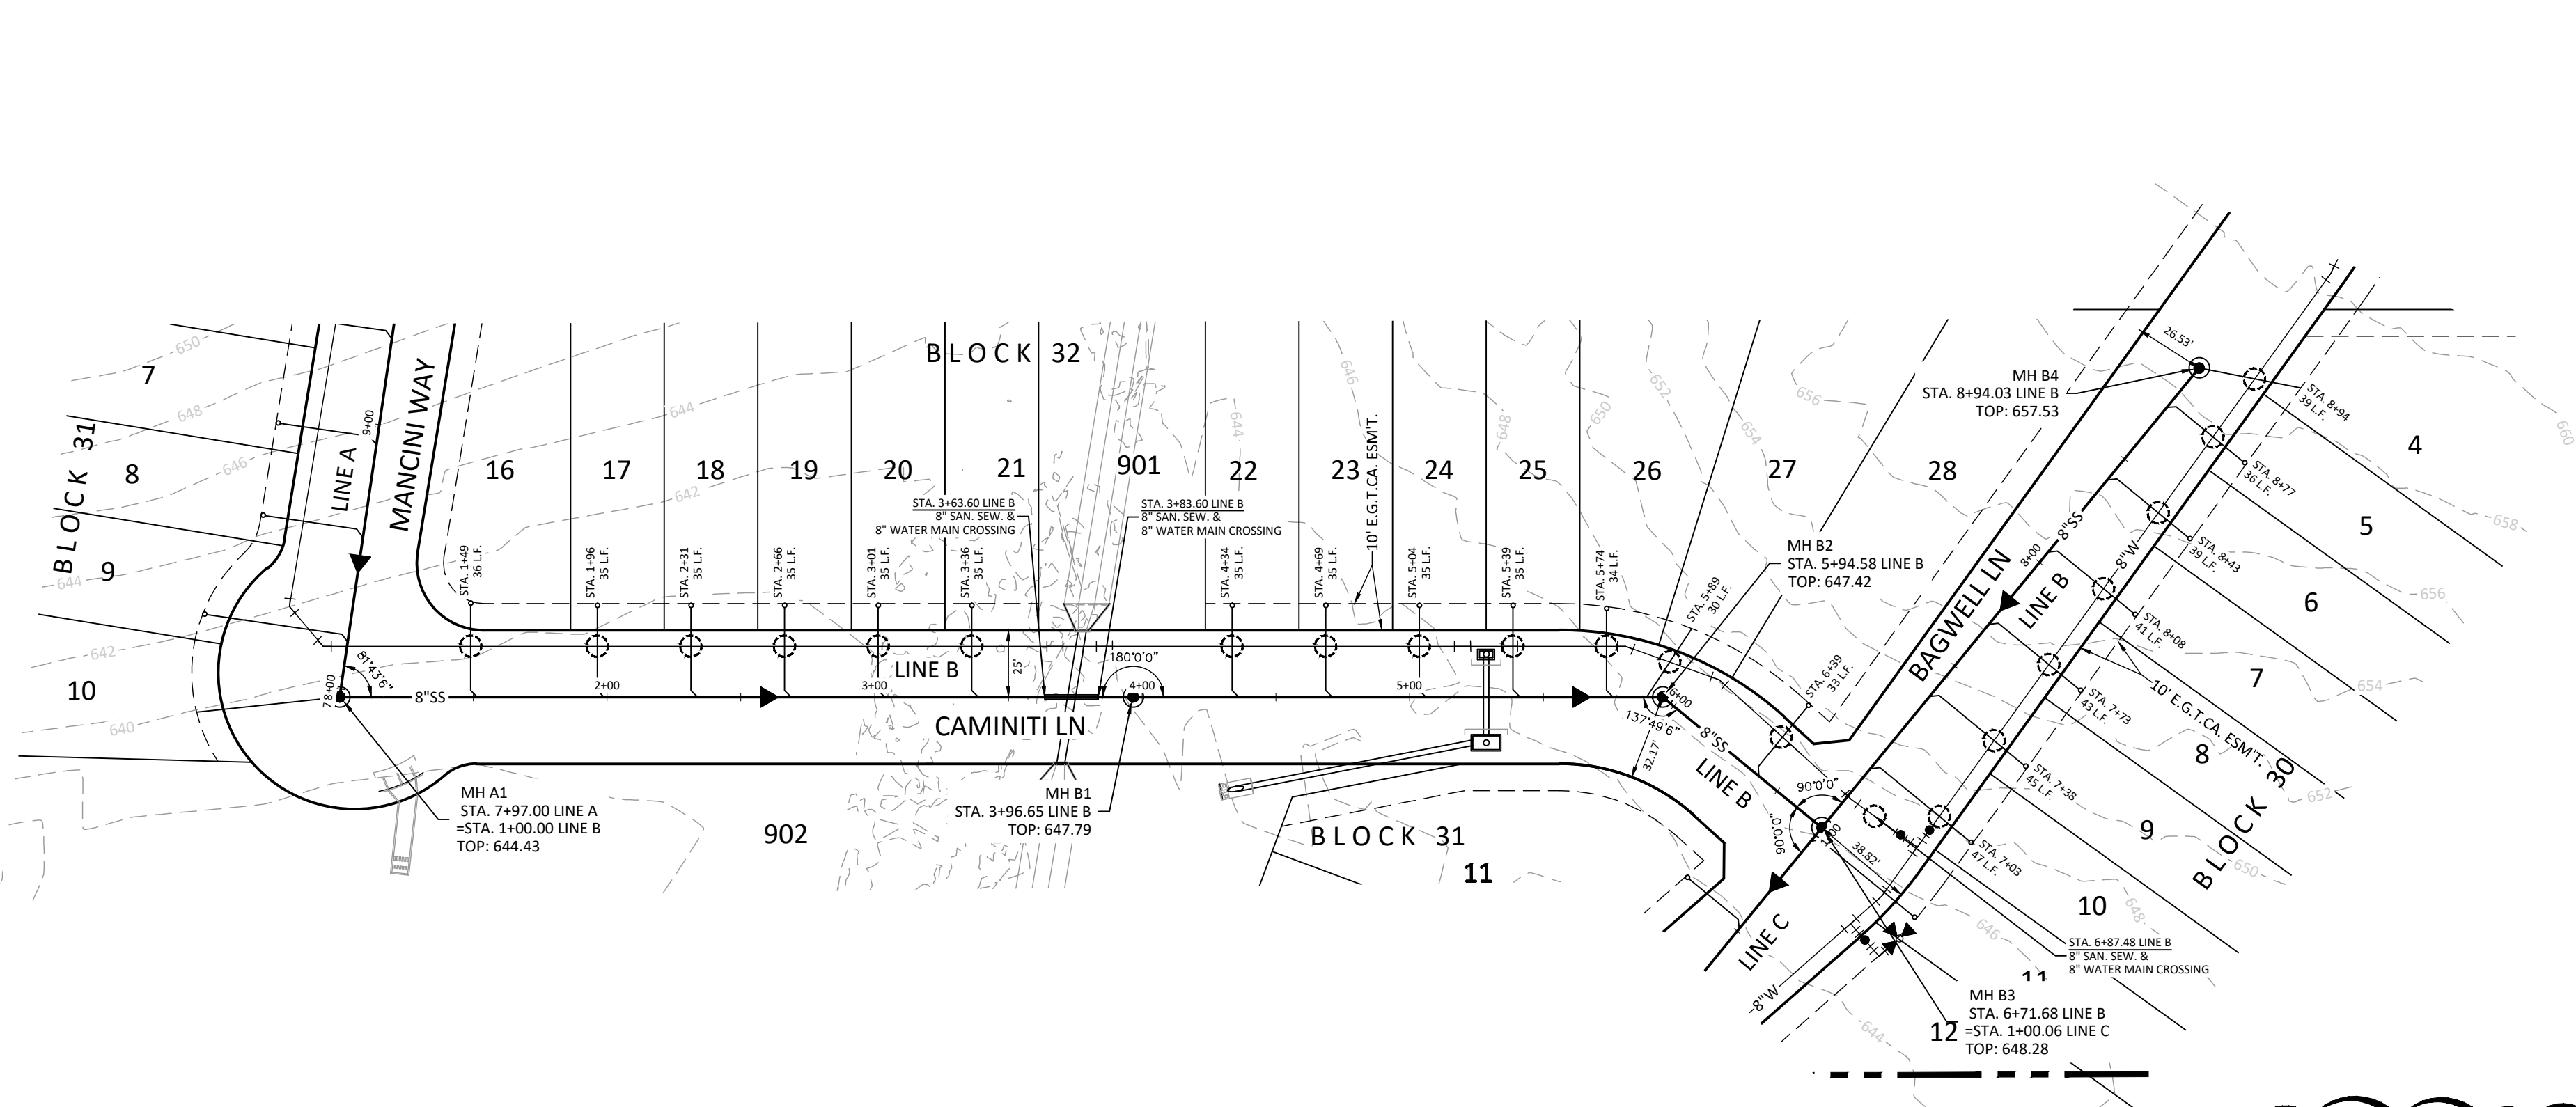 BLOCK 31
7
8
9
10
650
648
646
644
642
640
LINE A
9+00
MANCINI WAY
78+00
81°43'6"
8"SS
MH A1
STA. 7+97.00 LINE A
=STA. 1+00.00 LINE B
TOP: 644.43
BLOCK 32
644
642
16
17
18
19
20
21
901
22
23
24
25
26
27
28
STA. 3+63.60 LINE B
8" SAN. SEW. &
8" WATER MAIN CROSSING
STA. 3+83.60 LINE B
8" SAN. SEW. &
8" WATER MAIN CROSSING
STA. 1+49
36 L.F.
STA. 1+96
35 L.F.
STA. 2+31
35 L.F.
STA. 2+66
35 L.F.
STA. 3+01
35 L.F.
STA. 3+36
35 L.F.
STA. 4+34
35 L.F.
STA. 4+69
35 L.F.
STA. 5+04
35 L.F.
STA. 5+39
35 L.F.
STA. 5+74
34 L.F.
STA. 5+89
30 L.F.
STA. 6+39
33 L.F.
644
646
648
650
652
654
656
10' E.G.T.CA. ESM'T.
LINE B
25'
180°0'0"
2+00
3+00
4+00
5+00
6+00
CAMINITI LN
MH B1
STA. 3+96.65 LINE B
TOP: 647.79
902
BLOCK 31
11
MH B2
STA. 5+94.58 LINE B
TOP: 647.42
137°49'6"
32.17'
8"SS
LINE B
90°0'0"
90°0'0"
38.82'
LINE C
8"W
MH B4
STA. 8+94.03 LINE B
TOP: 657.53
26.53'
BAGWELL LN
8+00
8"SS
LINE B
8"W
STA. 8+94
39 L.F.
STA. 8+77
36 L.F.
STA. 8+43
39 L.F.
STA. 8+08
41 L.F.
STA. 7+73
43 L.F.
STA. 7+38
45 L.F.
STA. 7+03
47 L.F.
10' E.G.T.CA. ESM'T.
4
5
6
7
8
9
10
11
12
BLOCK 30
660
658
656
654
652
650
648
646
644
STA. 6+87.48 LINE B
8" SAN. SEW. &
8" WATER MAIN CROSSING
MH B3
STA. 6+71.68 LINE B
=STA. 1+00.06 LINE C
TOP: 648.28